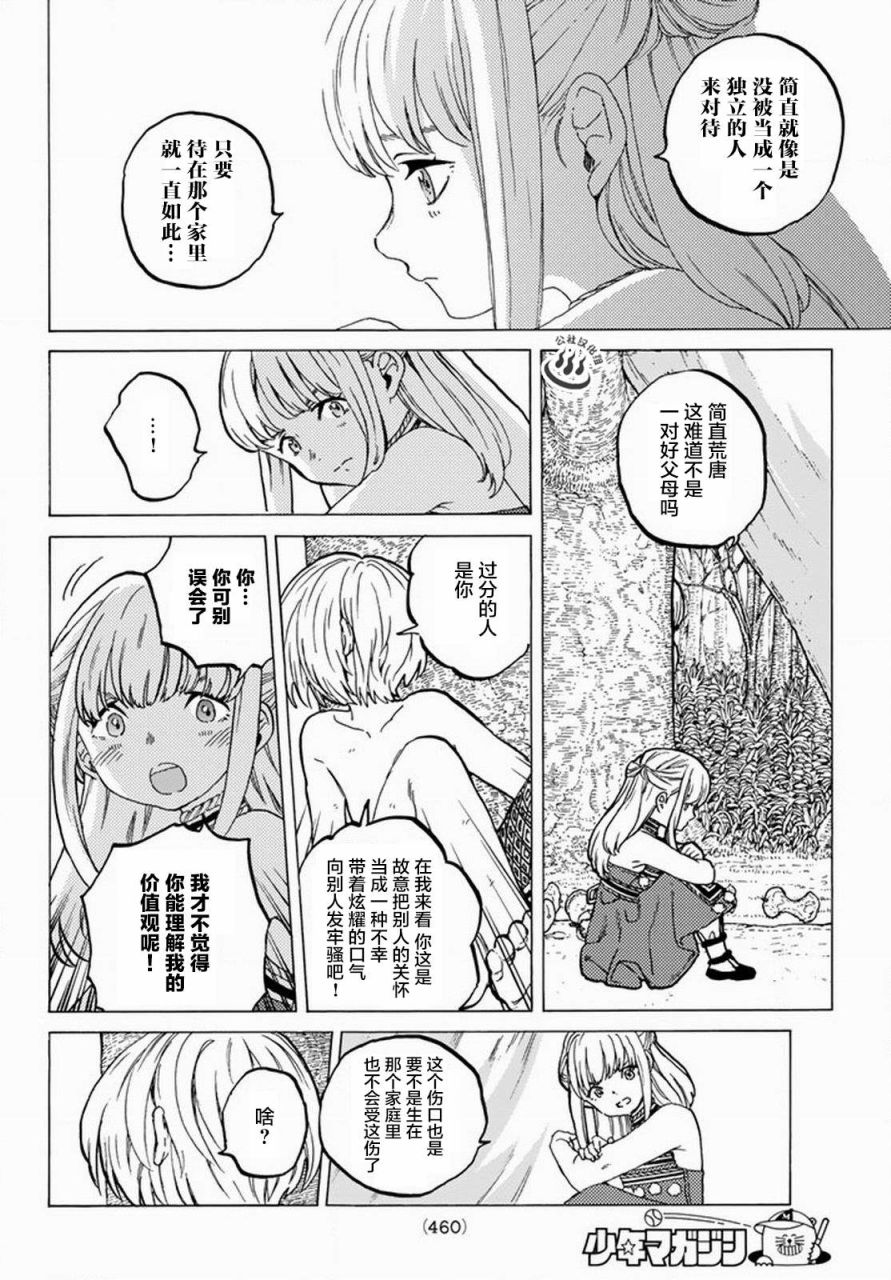 简直就像是
没被当成一个
独立的人
来对待
只要
待在那个家里
就一直如此…
公社汉化组
简直荒唐
这难道不是
一对好父母吗
…！
过分的人
是你
在我来看 你这是
故意把别人的关怀
当成一种不幸
带着炫耀的口气
向别人发牢骚吧！
你…
你可别
误会了
我才不觉得
你能理解我的
价值观呢！
这个伤口也是
要不是生在
那个家庭里
也不会受这伤了
啥？
(460)
少年マガジン